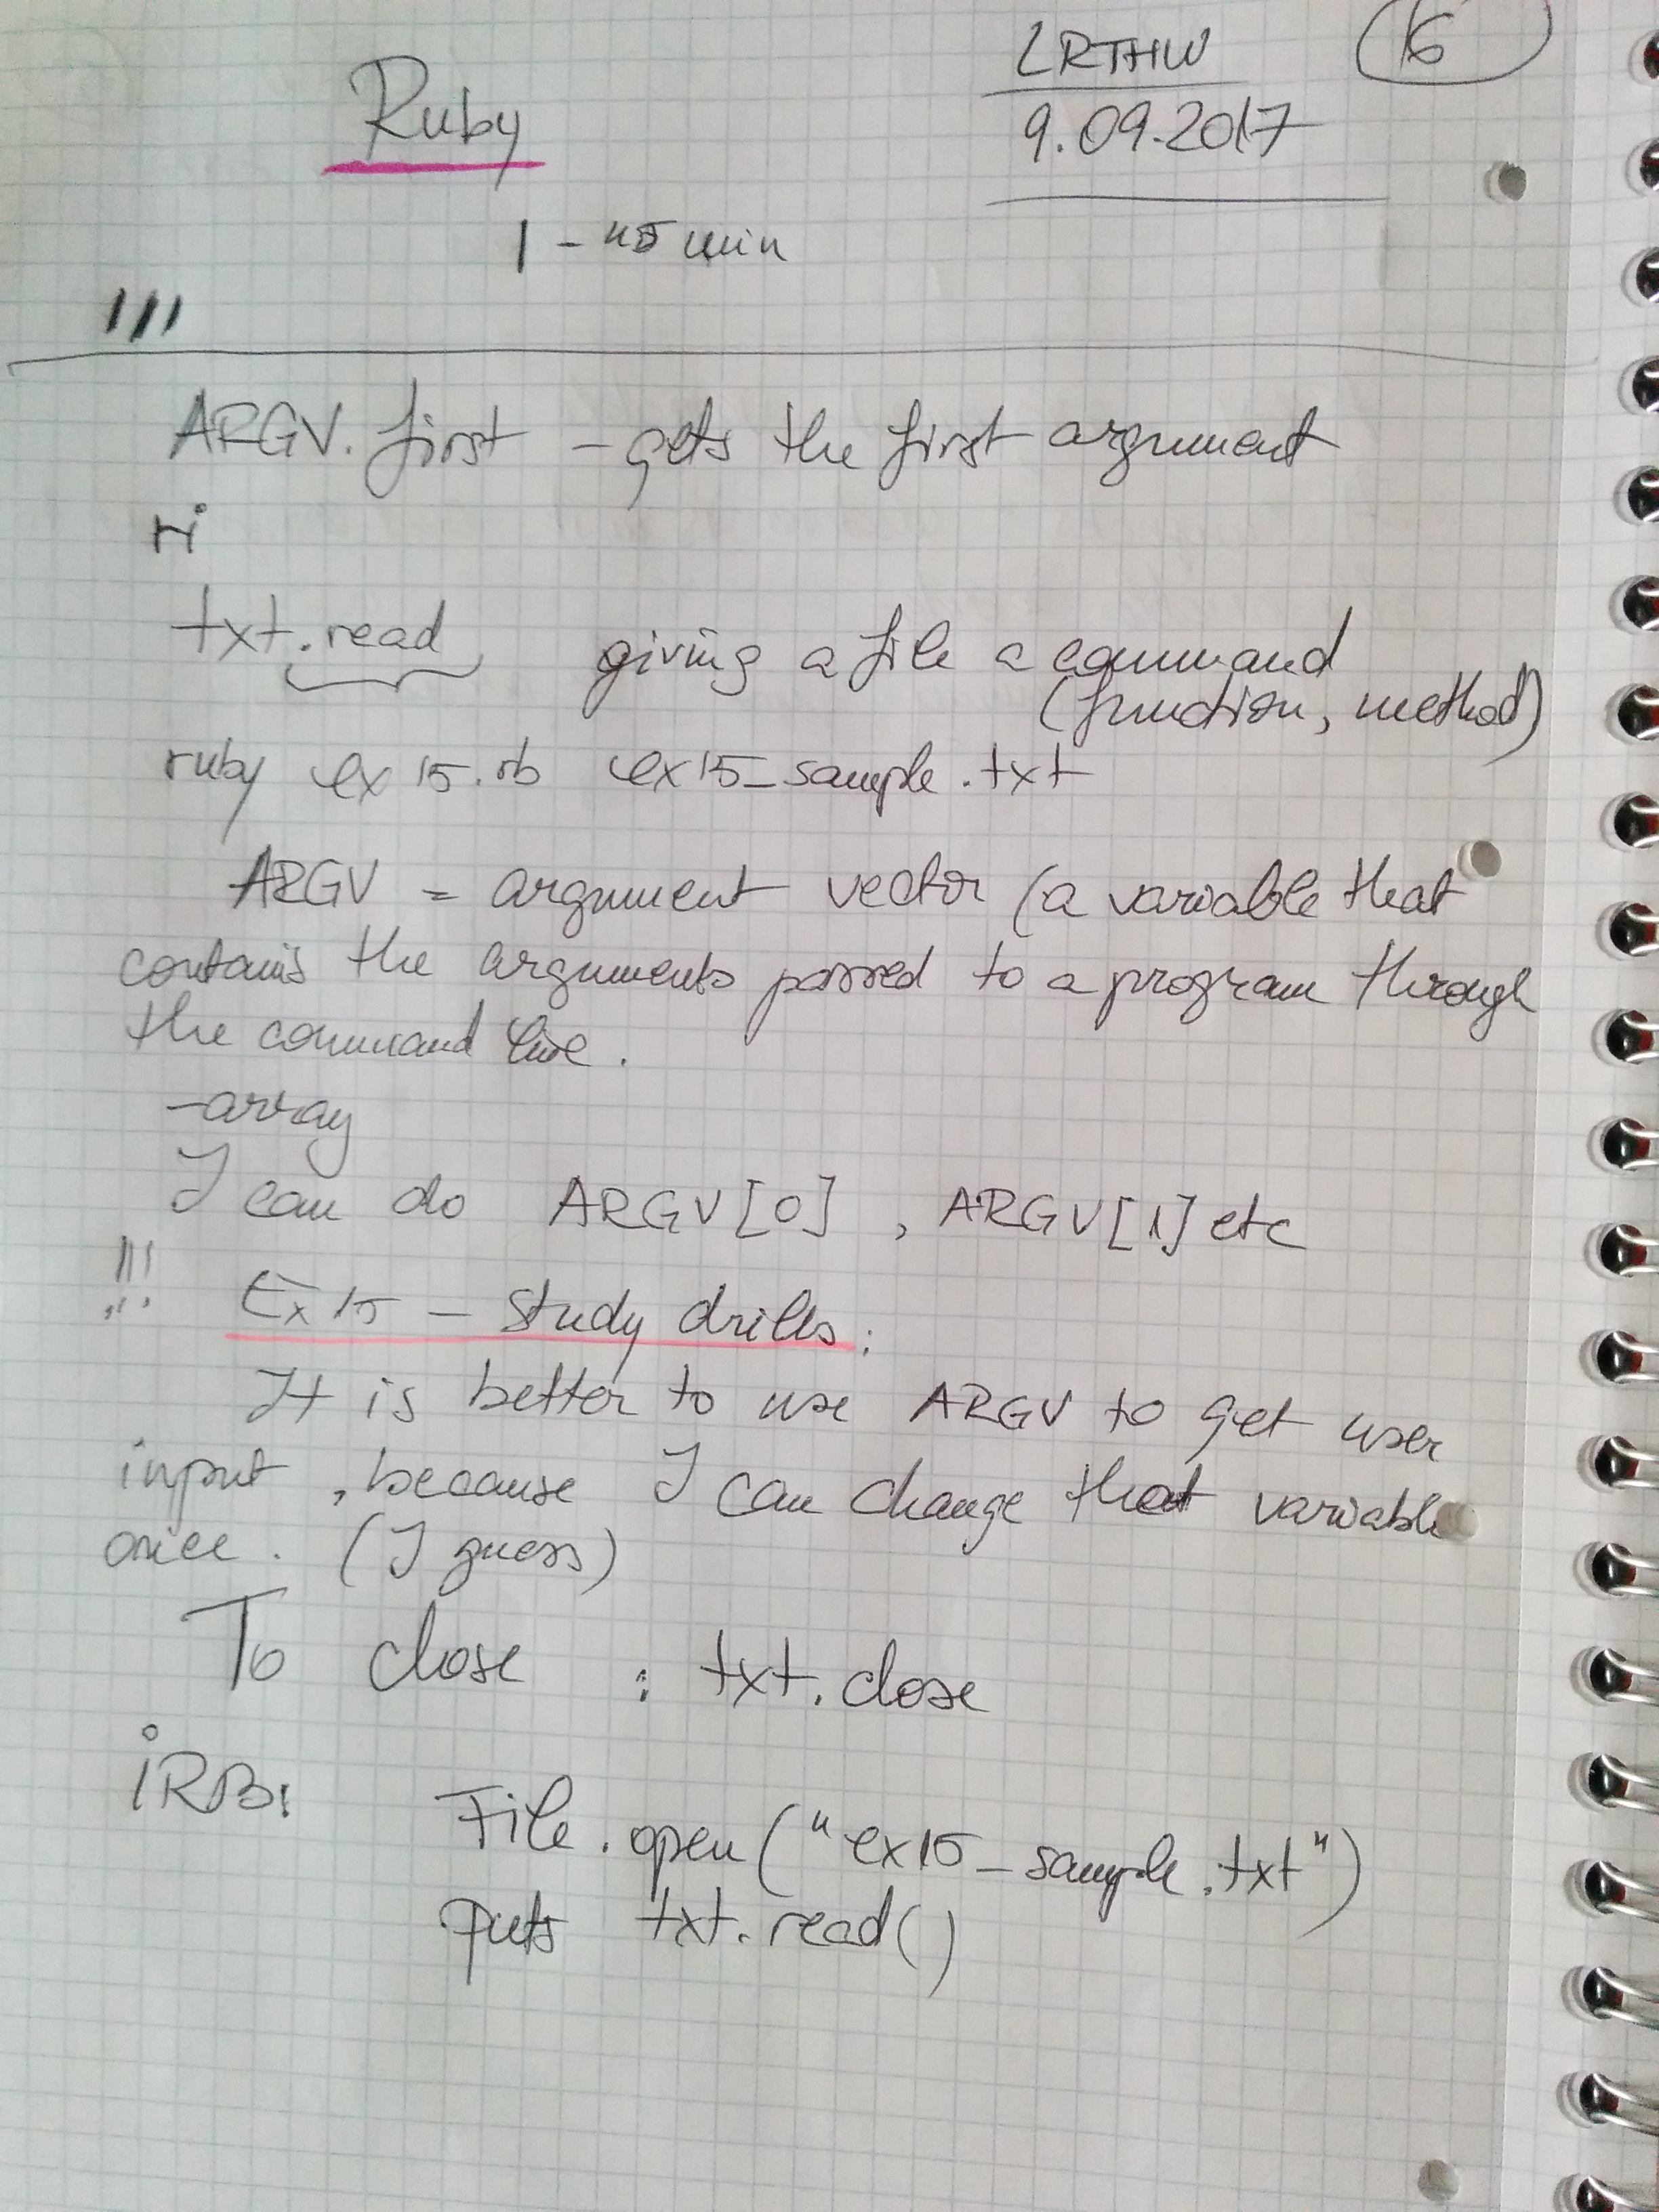 LRTHW
16
Ruby
9.09.2017
1 - 45 min
III
ARGV.first - gets the first argument
ri
txt.read giving a file a command
(function, method)
ruby ex15.rb ex15_sample.txt
ARGV = argument vector (a variable that
contains the arguments passed to a program through
the command line.
-array
I can do ARGV[0], ARGV[1] etc
!!!
Ex 15 - Study drills:
It is better to use ARGV to get user
input, because I can change that variable
once. (I guess)
To close : txt.close
iRB:
File.open("ex15_sample.txt")
puts txt.read()